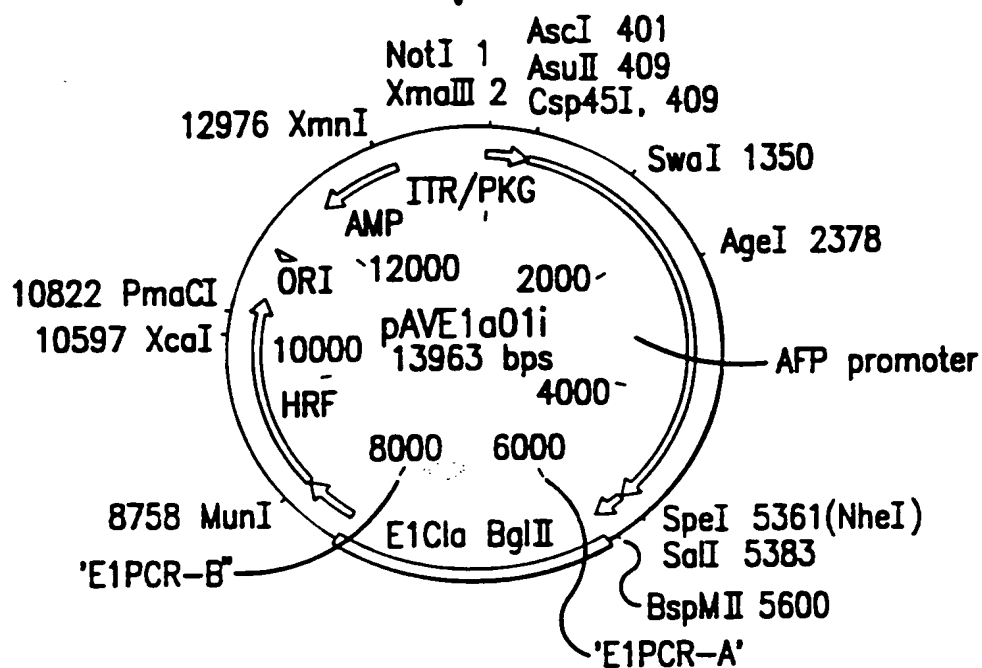 NotI 1
XmaIII 2
AscI 401
AsuII 409
Csp45I, 409
12976 XmnI
SwaI 1350
ITR/PKG
AMP
AgeI 2378
ORI
12000
2000
10822 PmaCI
10597 XcaI
pAVE1a01i
13963 bps
10000
AFP promoter
4000
HRF
8000
6000
8758 MunI
E1Cla BglII
SpeI 5361(NheI)
SalI 5383
'E1PCR-B"
BspMII 5600
'E1PCR-A'